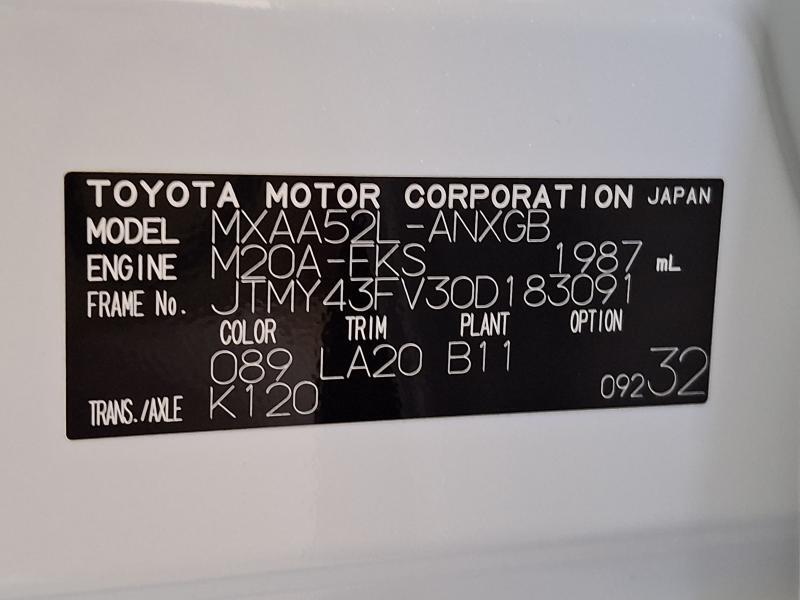 TOYOTA MOTOR CORPORATION JAPAN
MODEL MXAA52L-ANXGB
ENGINE M20A-FKS 1987 mL
FRAME No. JTMY43FV30D183091
COLOR TRIM PLANT OPTION
089 LA20 B11
TRANS./AXLE K120 09232